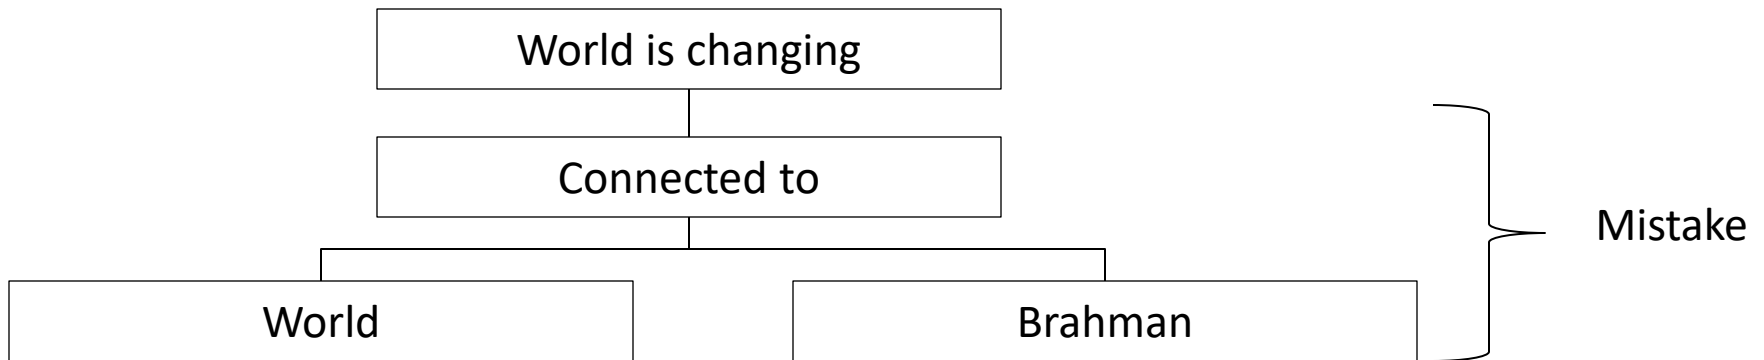 World is changing
Connected to
Mistake
World
Brahman